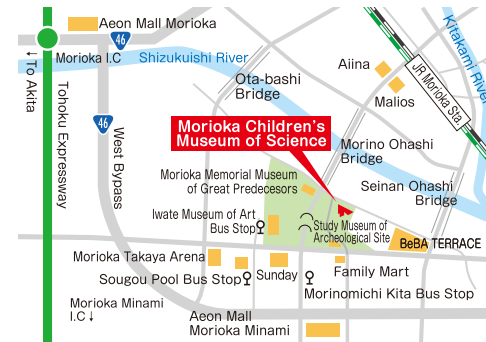 Aeon Mall Morioka
46
Morioka I.C
Shizukuishi River
Kitakami River
↓ To Akita
Ota-bashi
Bridge
Aiina
Malios
JR Morioka Sta
Tohoku Expressway
46
West Bypass
Morioka Children's
Museum of Science
Morino Ohashi
Bridge
Morioka Memorial Museum
of Great Predecesors
Seinan Ohashi
Bridge
Iwate Museum of Art
Bus Stop
Study Museum of
Archeological Site
BeBA TERRACE
Morioka Takaya Arena
Sougou Pool Bus Stop
Sunday
Family Mart
Morinomichi Kita Bus Stop
Morioka Minami
I.C ↓
Aeon Mall
Morioka Minami